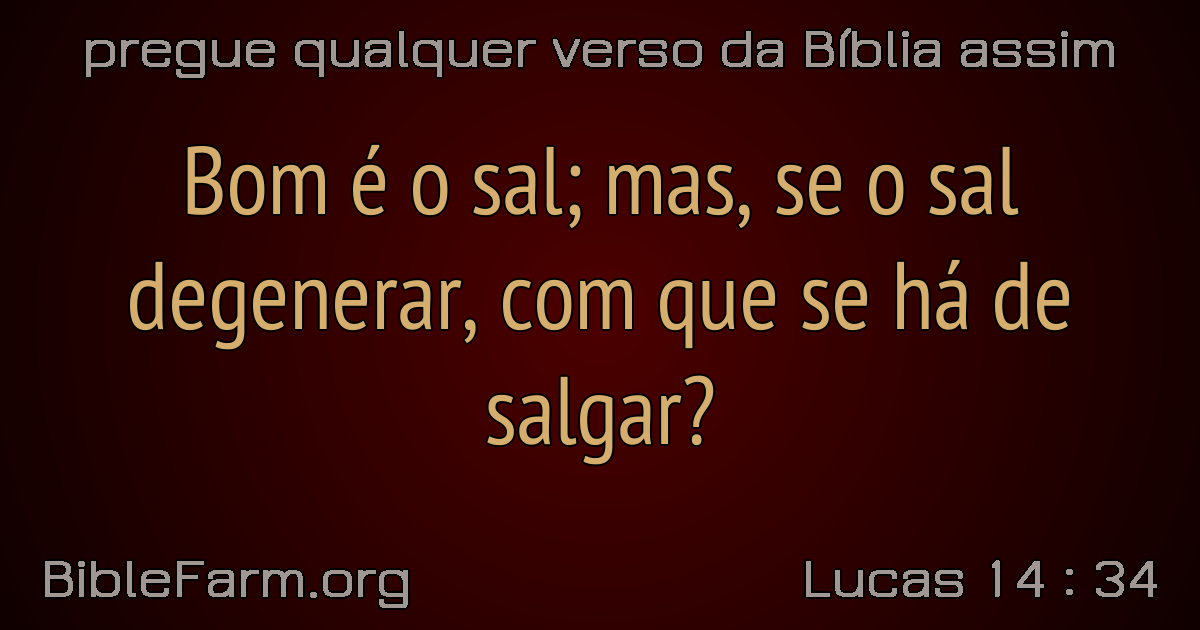 pregue qualquer verso da Bíblia assim
Bom é o sal; mas, se o sal
degenerar, com que se há de
salgar?
BibleFarm.org
Lucas 14 : 34